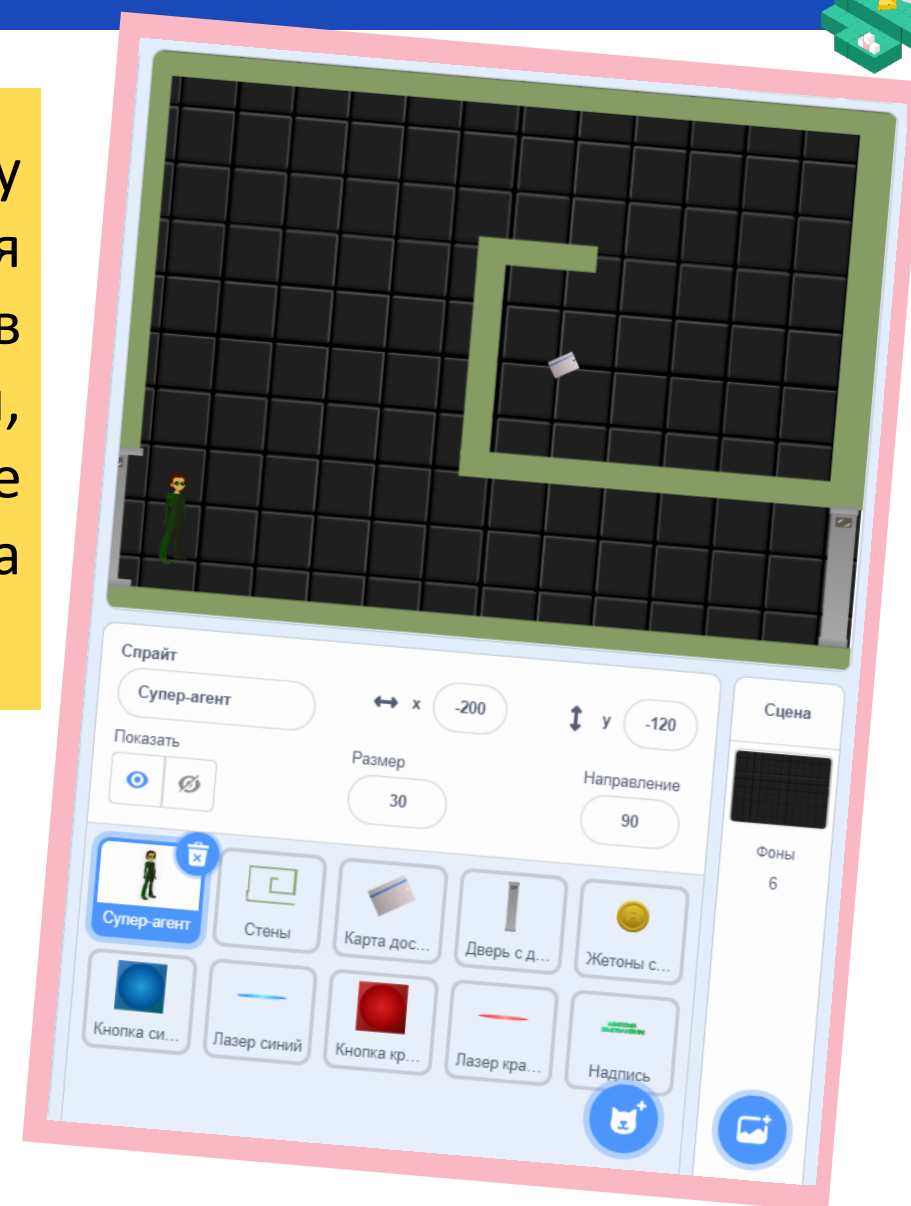 у
я
в
,
е
а
Спрайт
Супер-агент
x
-200
y
-120
Показать
Размер
30
Направление
90
Сцена
Фоны
6
Супер-агент
Стены
Карта дос...
Дверь с д...
Жетоны с...
Кнопка си...
Лазер синий
Кнопка кр...
Лазер кра...
Надпись